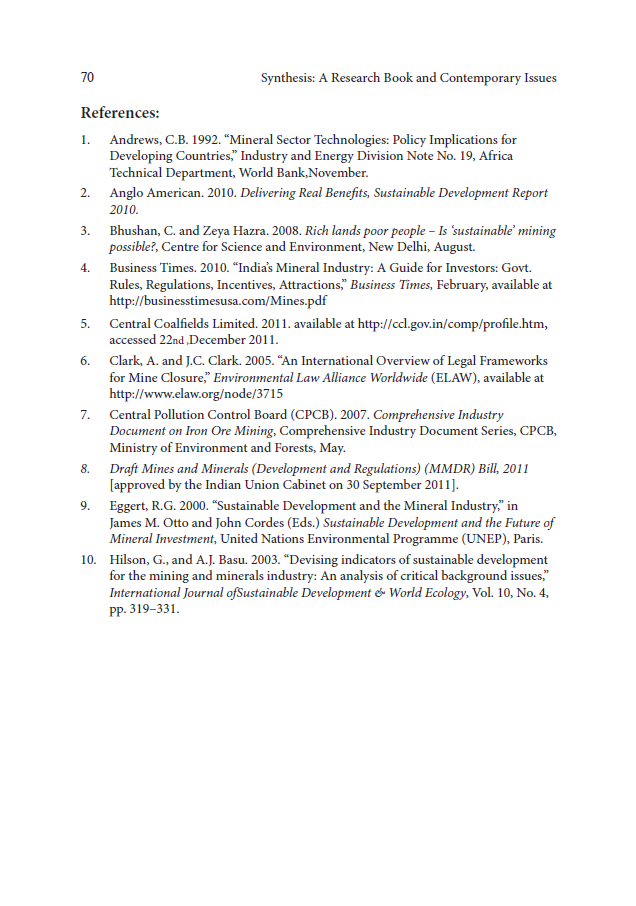 70 Synthesis: A Research Book and Contemporary Issues
References:
1. Andrews, C.B. 1992. “Mineral Sector Technologies: Policy Implications for
Developing Countries,” Industry and Energy Division Note No. 19, Africa
Technical Department, World Bank,November.
2. Anglo American. 2010. Delivering Real Benefits, Sustainable Development Report
2010.
3. Bhushan, C. and Zeya Hazra. 2008. Rich lands poor people – Is ‘sustainable’ mining
possible?, Centre for Science and Environment, New Delhi, August.
4. Business Times. 2010. “India’s Mineral Industry: A Guide for Investors: Govt.
Rules, Regulations, Incentives, Attractions,” Business Times, February, available at
http://businesstimesusa.com/Mines.pdf
5. Central Coalfields Limited. 2011. available at http://ccl.gov.in/comp/profile.htm,
accessed 22nd ,December 2011.
6. Clark, A. and J.C. Clark. 2005. “An International Overview of Legal Frameworks
for Mine Closure,” Environmental Law Alliance Worldwide (ELAW), available at
http://www.elaw.org/node/3715
7. Central Pollution Control Board (CPCB). 2007. Comprehensive Industry
Document on Iron Ore Mining, Comprehensive Industry Document Series, CPCB,
Ministry of Environment and Forests, May.
8. Draft Mines and Minerals (Development and Regulations) (MMDR) Bill, 2011
[approved by the Indian Union Cabinet on 30 September 2011].
9. Eggert, R.G. 2000. “Sustainable Development and the Mineral Industry,” in
James M. Otto and John Cordes (Eds.) Sustainable Development and the Future of
Mineral Investment, United Nations Environmental Programme (UNEP), Paris.
10. Hilson, G., and A.J. Basu. 2003. “Devising indicators of sustainable development
for the mining and minerals industry: An analysis of critical background issues,”
International Journal ofSustainable Development & World Ecology, Vol. 10, No. 4,
pp. 319–331.